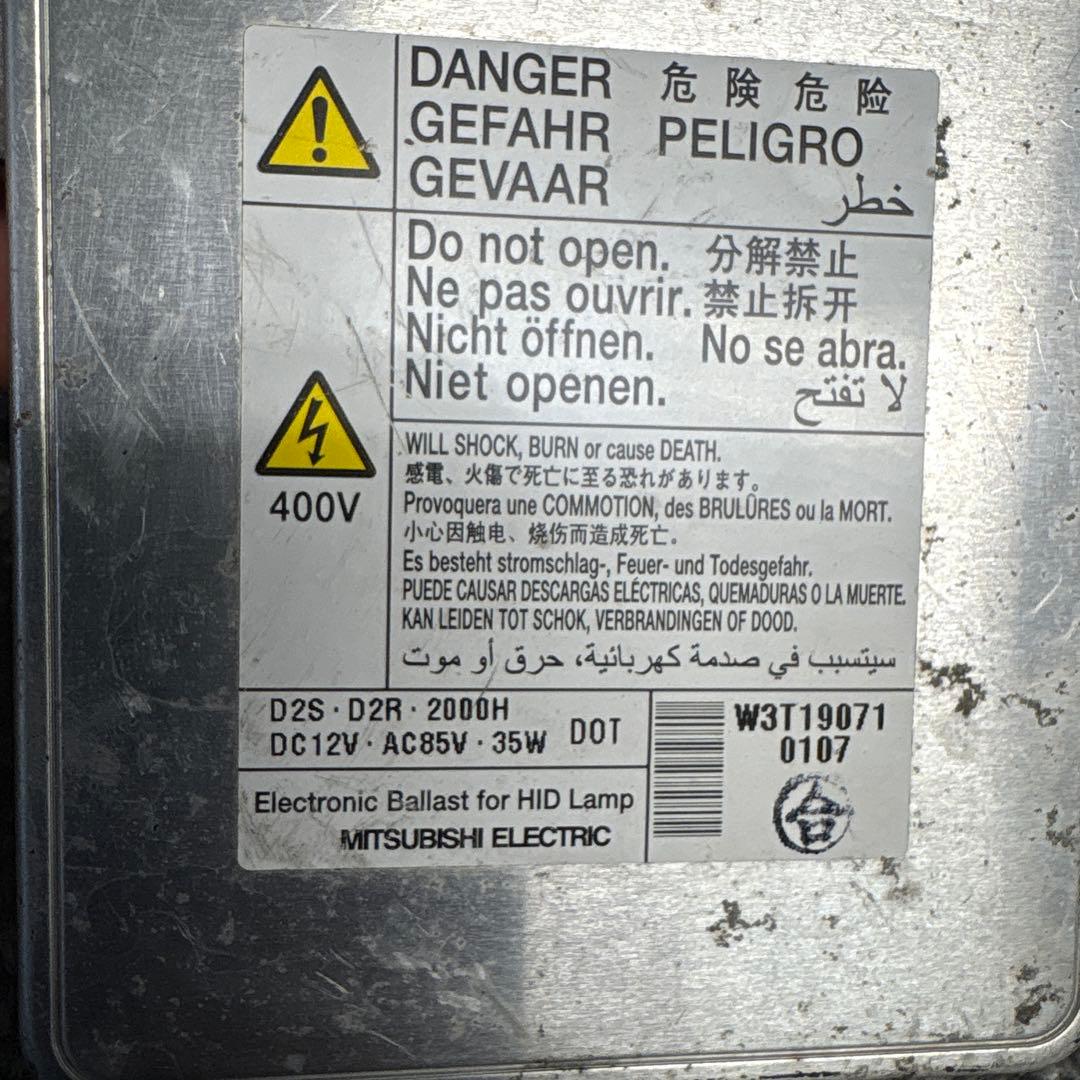 DANGER 危険 危险
GEFAHR PELIGRO
GEVAAR خطر
Do not open. 分解禁止
Ne pas ouvrir. 禁止拆开
Nicht öffnen. No se abra.
Niet openen. لا تفتح
400V
WILL SHOCK, BURN or cause DEATH.
感電、火傷で死亡に至る恐れがあります。
Provoquera une COMMOTION, des BRULÛRES ou la MORT.
小心因触电、烧伤而造成死亡。
Es besteht stromschlag-, Feuer- und Todesgefahr.
PUEDE CAUSAR DESCARGAS ELÉCTRICAS, QUEMADURAS O LA MUERTE.
KAN LEIDEN TOT SCHOK, VERBRANDINGEN OF DOOD.
سيتسبب في صدمة كهربائية، حرق أو موت
D2S · D2R · 2000H
DC12V · AC85V · 35W DOT
Electronic Ballast for HID Lamp
MITSUBISHI ELECTRIC
W3T19071
0107
合